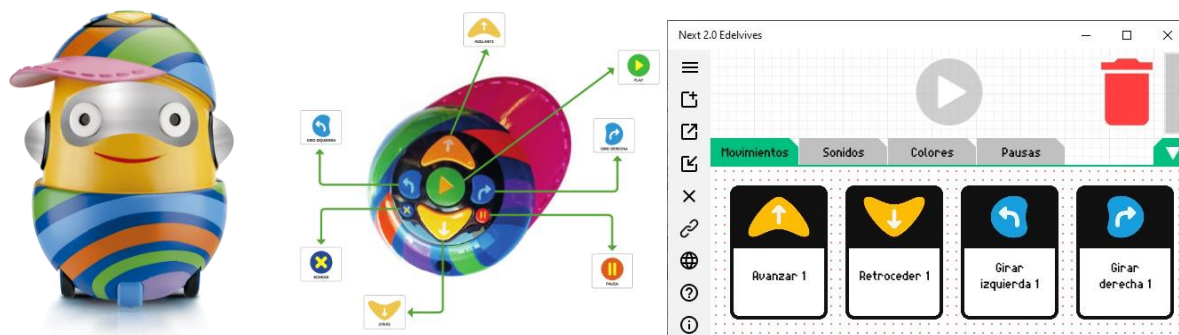 ADELANTE
PLAY
GIRO IZQUIERDA
GIRO DERECHA
BORRAR
PAUSA
ATRÁS
Next 2.0 Edelvives
Movimientos
Sonidos
Colores
Pausas
Avanzar 1
Retroceder 1
Girar
izquierda 1
Girar
derecha 1